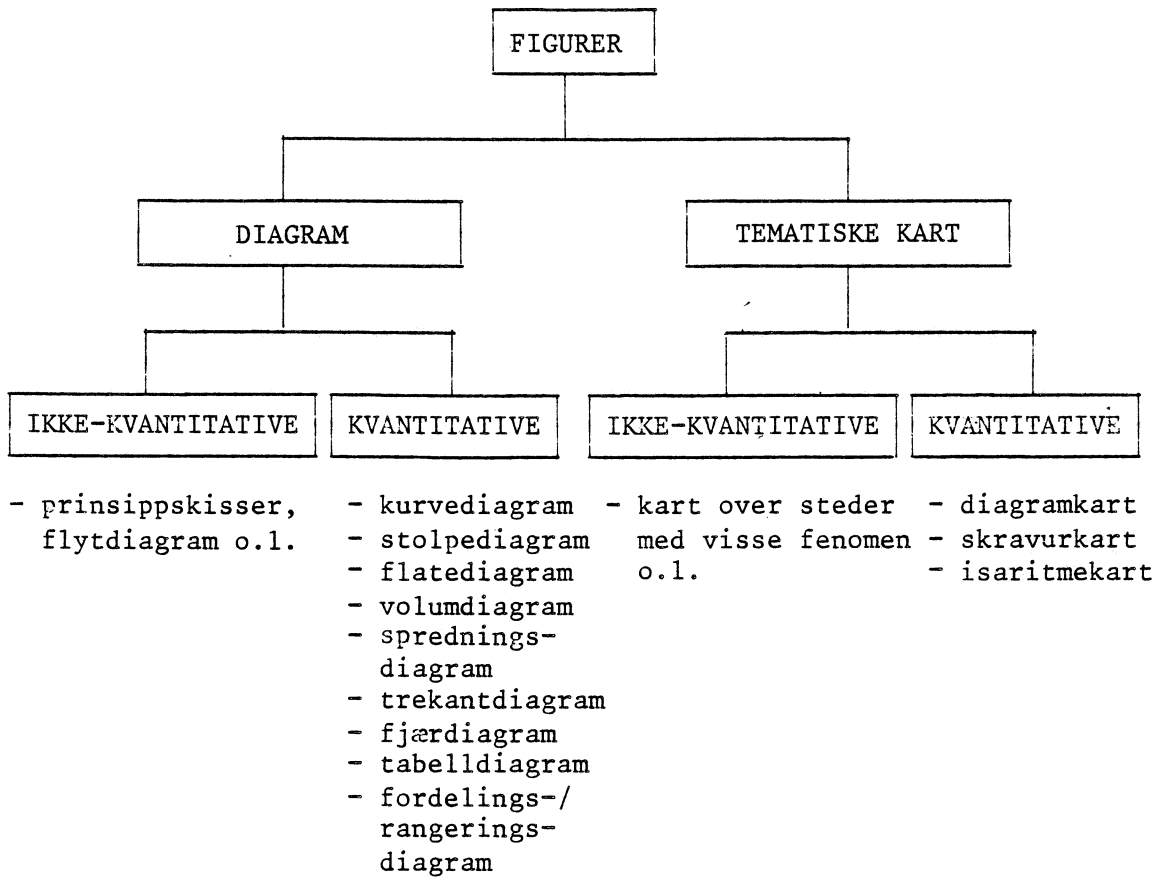 FIGURER
DIAGRAM
TEMATISKE KART
IKKE-KVANTITATIVE
KVANTITATIVE
IKKE-KVANTITATIVE
KVANTITATIVE
- prinsippskisser,
flytdiagram o.l.
- kurvediagram
- stolpediagram
- flatediagram
- volumdiagram
- sprednings-
diagram
- trekantdiagram
- fjærdiagram
- tabelldiagram
- fordelings-/
rangerings-
diagram
- kart over steder
med visse fenomen
o.l.
- diagramkart
- skravurkart
- isaritmekart